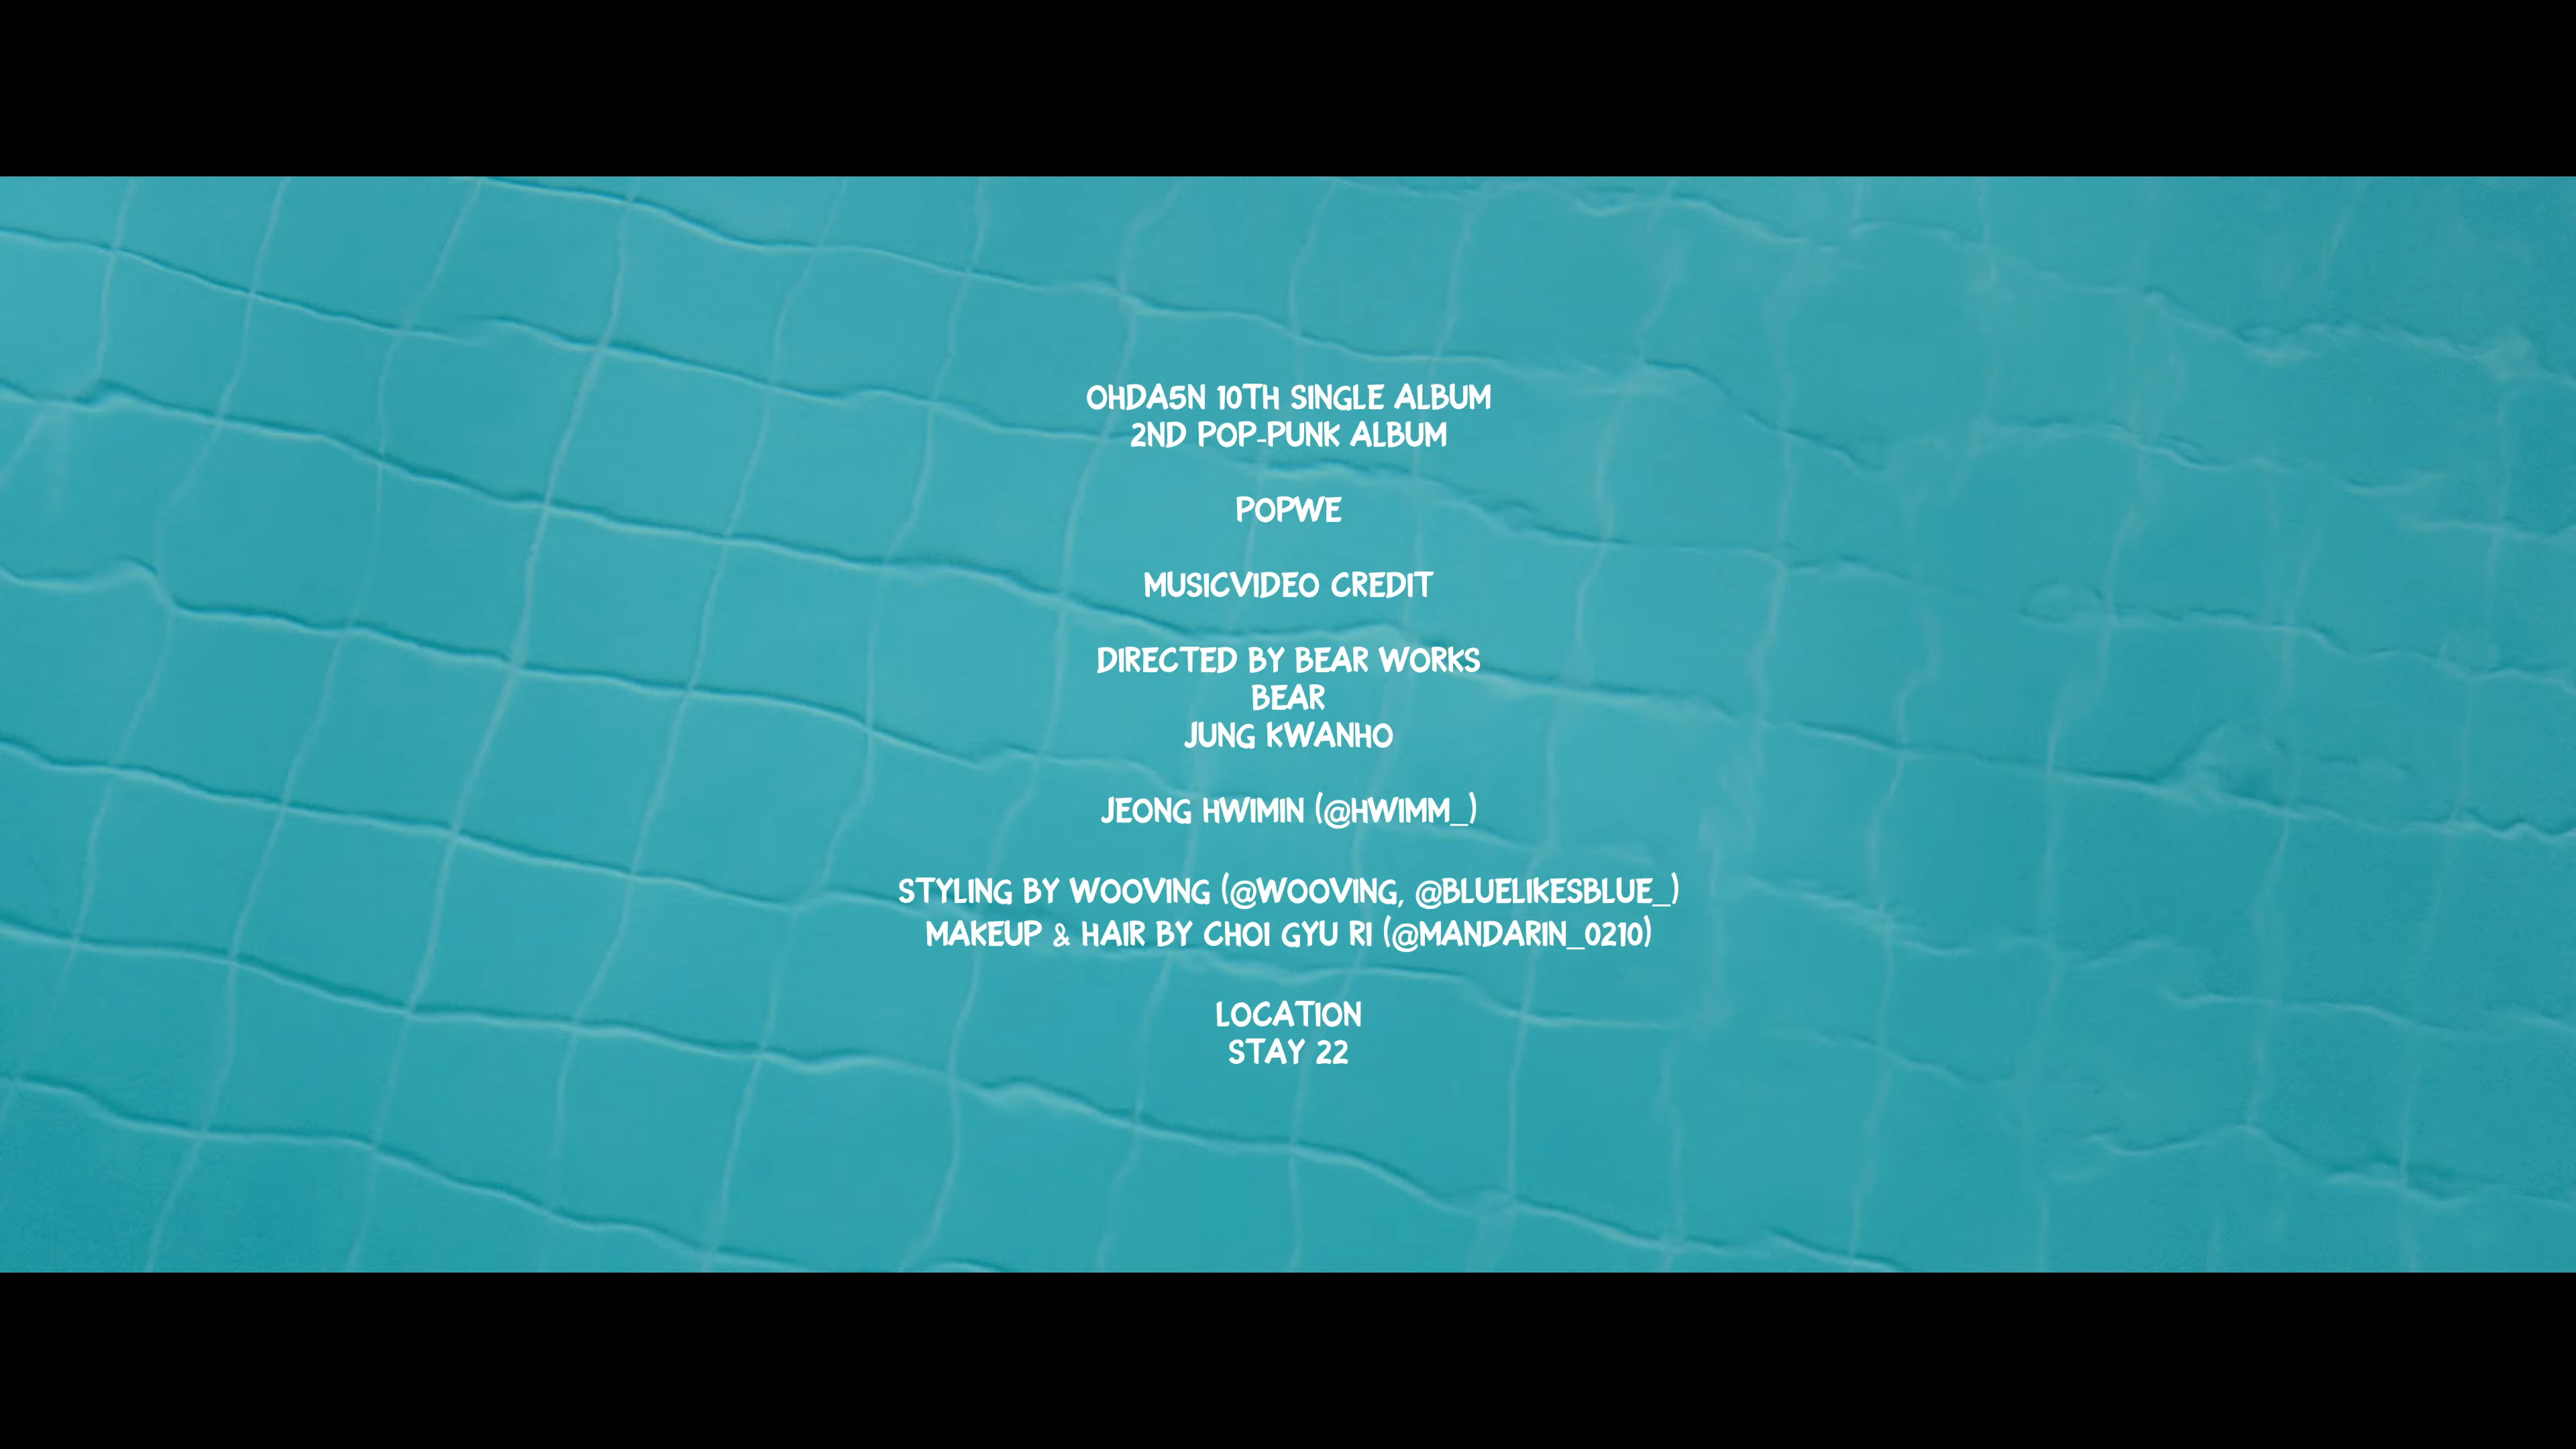 OHDA5N 10TH SINGLE ALBUM
2ND POP-PUNK ALBUM
POPWE
MUSICVIDEO CREDIT
DIRECTED BY BEAR WORKS
BEAR
JUNG KWANHO
JEONG HWIMIN (@HWIMM_)
STYLING BY WOOVING (@WOOVING, @BLUELIKESBLUE_)
MAKEUP & HAIR BY CHOI GYU RI (@MANDARIN_0210)
LOCATION
STAY 22